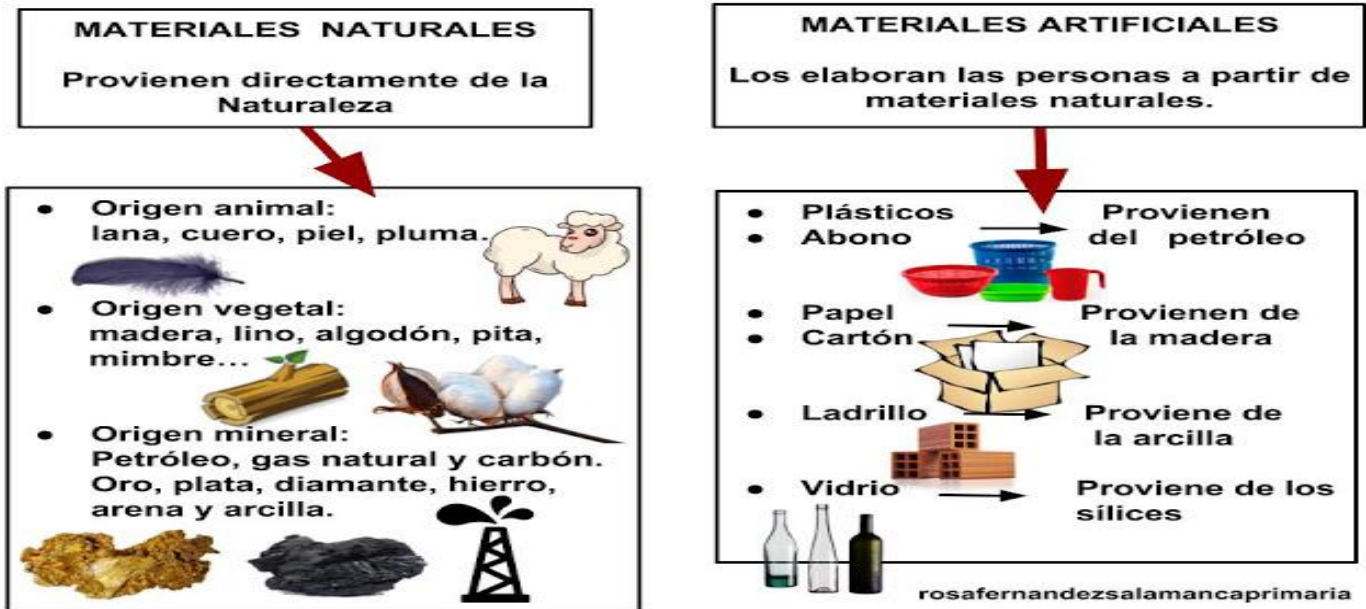 MATERIALES NATURALES
Provienen directamente de la
Naturaleza
• Origen animal:
lana, cuero, piel, pluma.
• Origen vegetal:
madera, lino, algodón, pita,
mimbre...
• Origen mineral:
Petróleo, gas natural y carbón.
Oro, plata, diamante, hierro,
arena y arcilla.
MATERIALES ARTIFICIALES
Los elaboran las personas a partir de
materiales naturales.
• Plásticos Provienen
• Abono del petróleo
• Papel Provienen de
• Cartón la madera
• Ladrillo Proviene de
la arcilla
• Vidrio Proviene de los
sílices
rosafernandezsalamancaprimaria